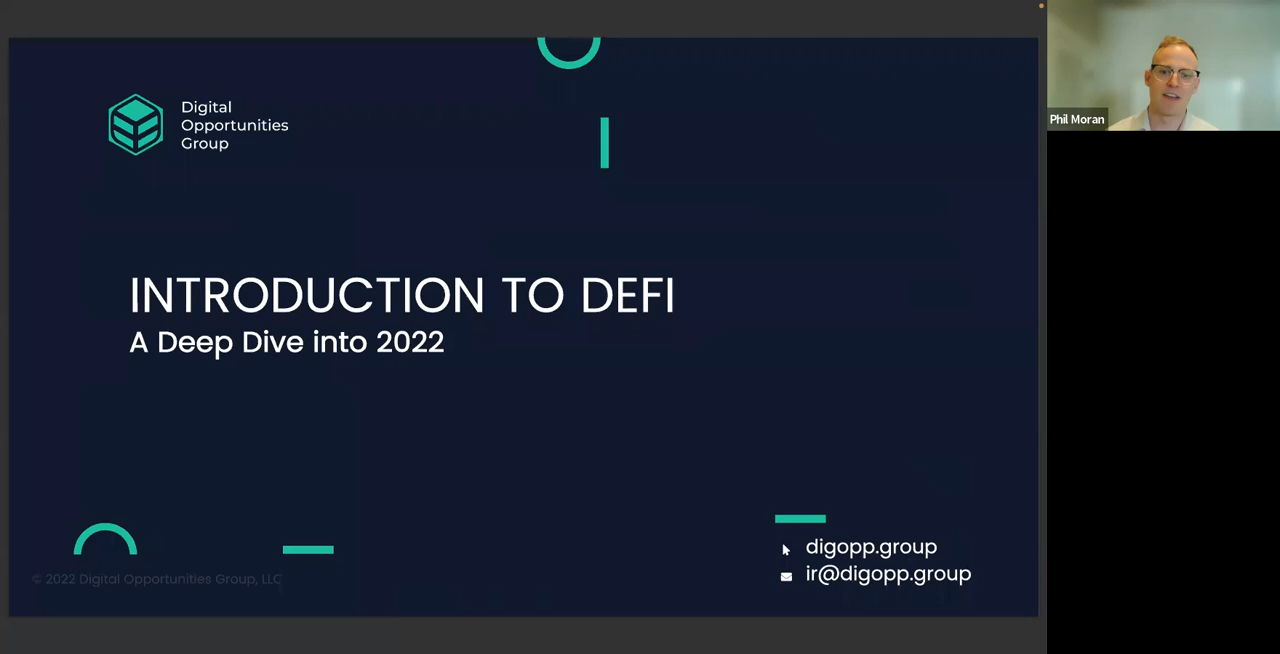 Digital
Opportunities
Group
Phil Moran
INTRODUCTION TO DEFI
A Deep Dive into 2022
digopp.group
ir@digopp.group
© 2022 Digital Opportunities Group, LLC